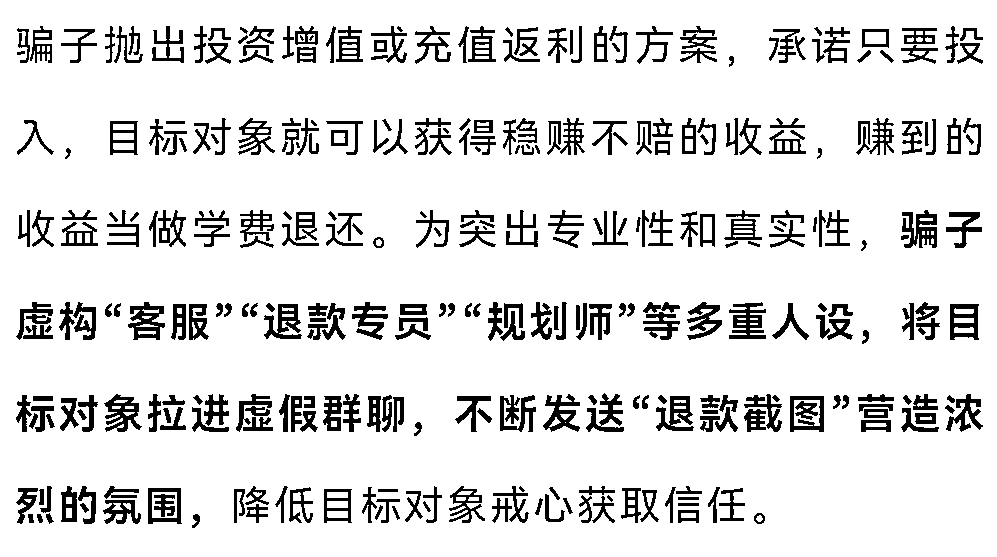 骗子抛出投资增值或充值返利的方案，承诺只要投
入，目标对象就可以获得稳赚不赔的收益，赚到的
收益当做学费退还。为突出专业性和真实性，骗子
虚构“客服”“退款专员”“规划师”等多重人设，将目
标对象拉进虚假群聊，不断发送“退款截图”营造浓
烈的氛围，降低目标对象戒心获取信任。